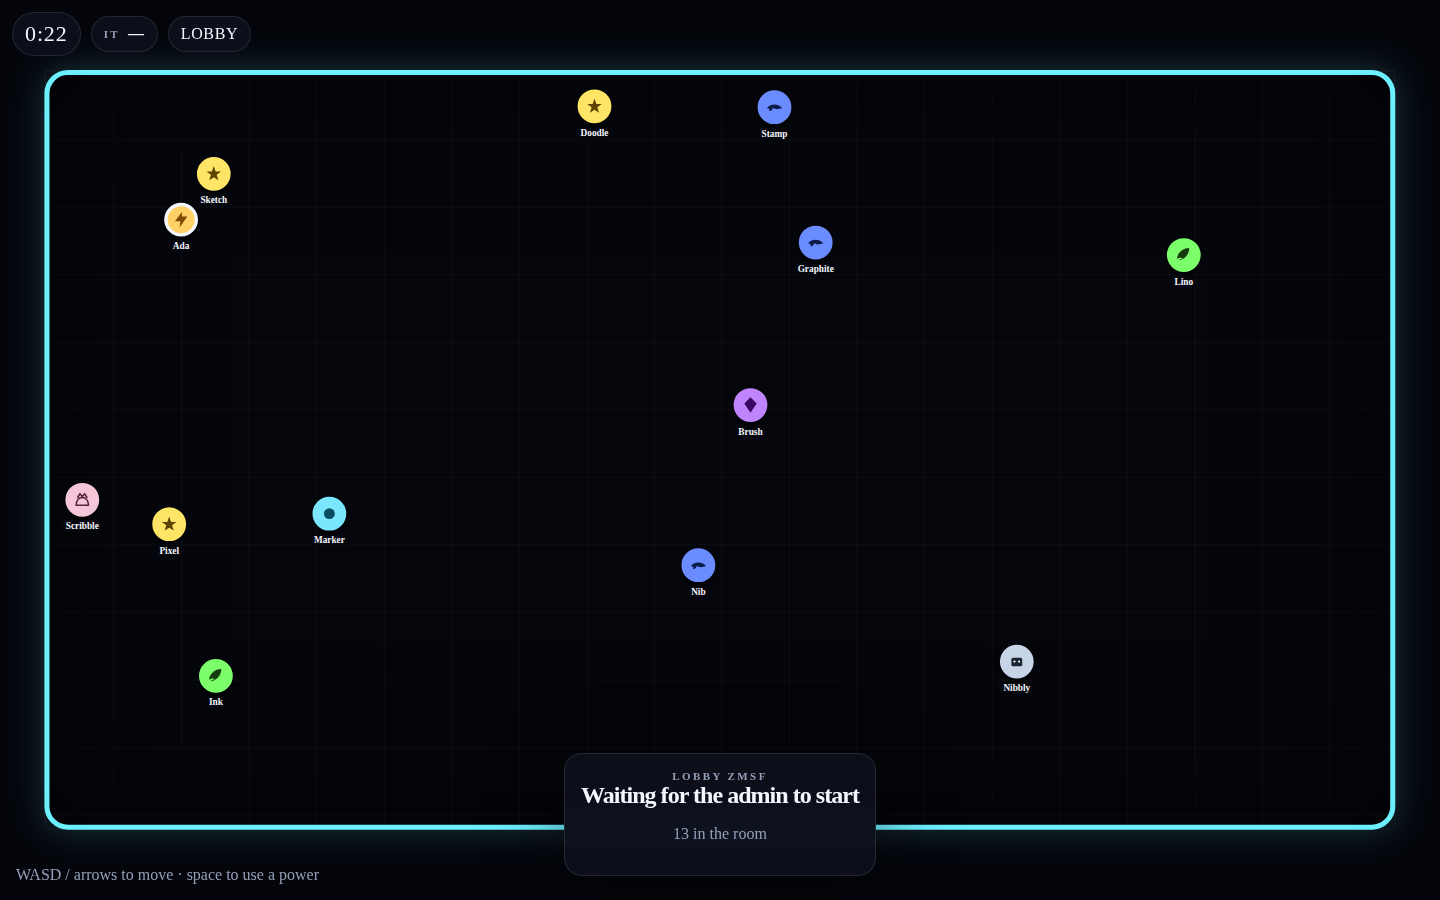 0:22
IT —
LOBBY
Doodle
Stamp
Sketch
Ada
Graphite
Lino
Brush
Scribble
Pixel
Marker
Nib
Nibbly
Ink
LOBBY ZMSF
Waiting for the admin to start
13 in the room
WASD / arrows to move · space to use a power